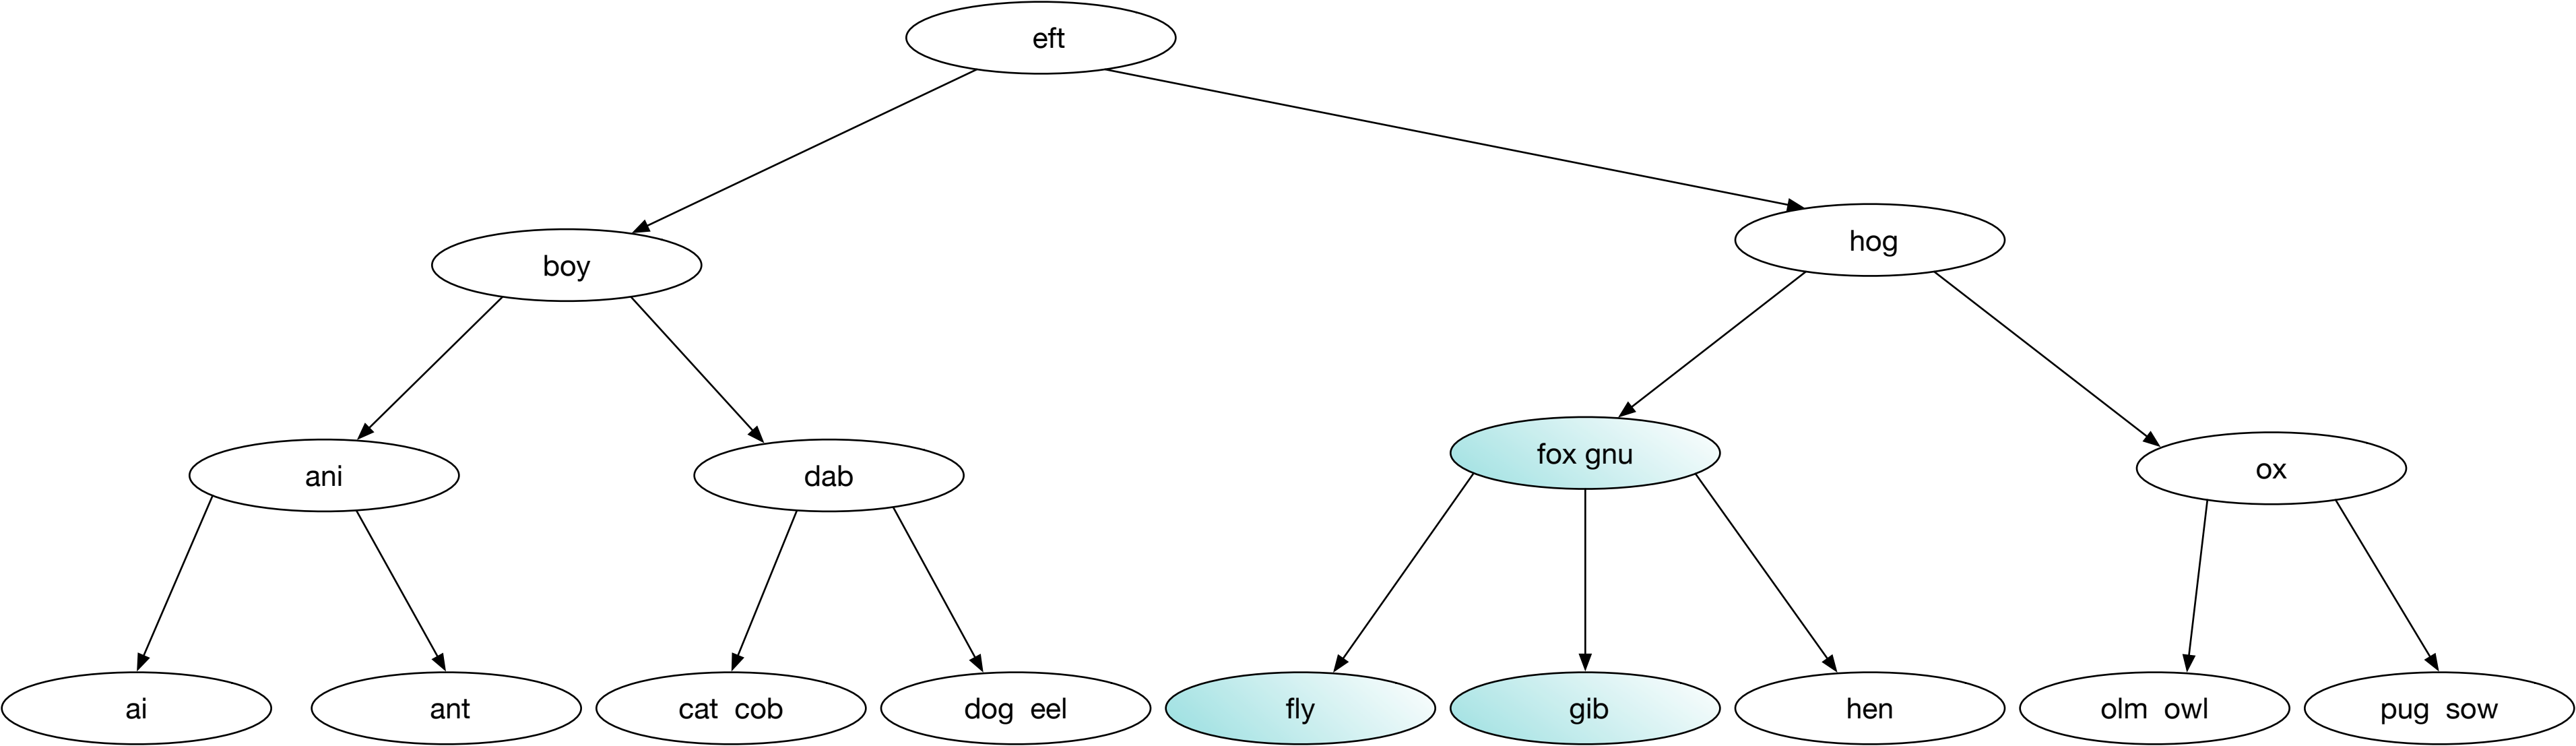 eft
boy
hog
ani
dab
fox gnu
ox
ai
ant
cat cob
dog eel
fly
gib
hen
olm owl
pug sow